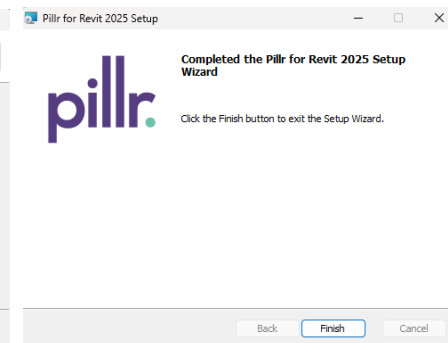 Pillr for Revit 2025 Setup
Completed the Pillr for Revit 2025 Setup
Wizard
pillr.
Click the Finish button to exit the Setup Wizard.
Back
Finish
Cancel